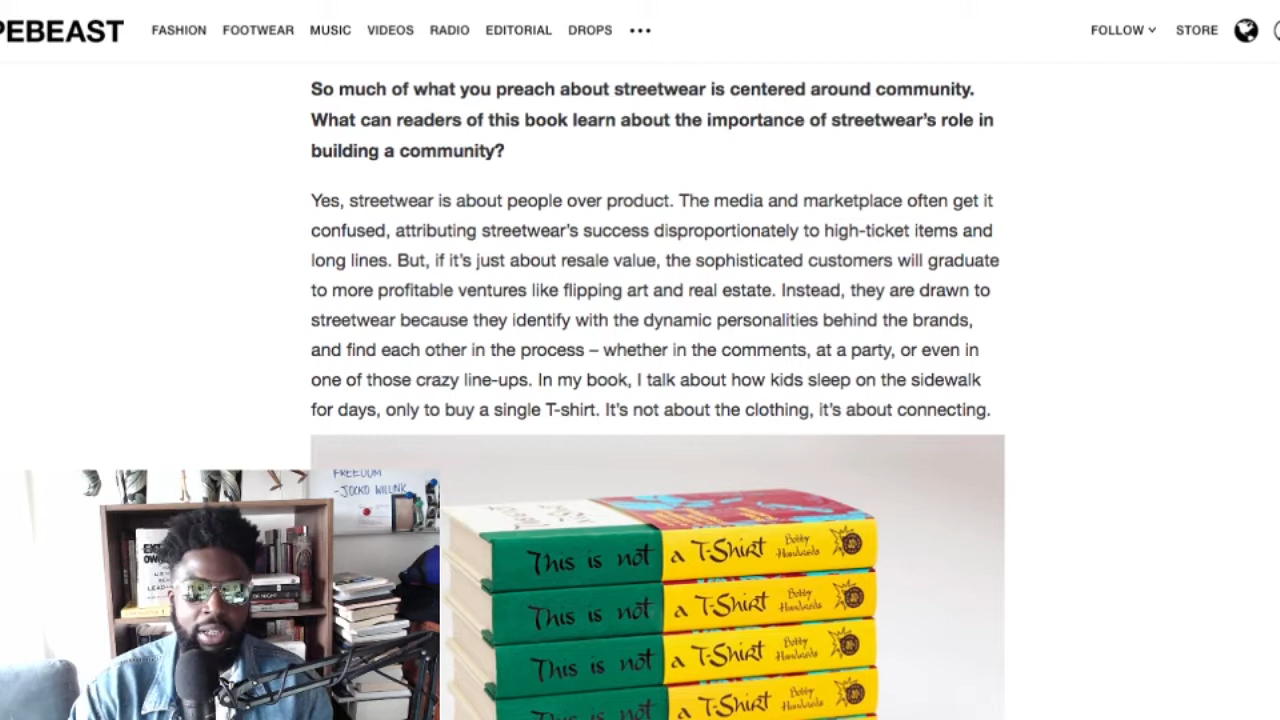 PEBEAST FASHION FOOTWEAR MUSIC VIDEOS RADIO EDITORIAL DROPS ••• FOLLOW STORE
So much of what you preach about streetwear is centered around community.
What can readers of this book learn about the importance of streetwear's role in
building a community?
Yes, streetwear is about people over product. The media and marketplace often get it
confused, attributing streetwear's success disproportionately to high-ticket items and
long lines. But, if it's just about resale value, the sophisticated customers will graduate
to more profitable ventures like flipping art and real estate. Instead, they are drawn to
streetwear because they identify with the dynamic personalities behind the brands,
and find each other in the process – whether in the comments, at a party, or even in
one of those crazy line-ups. In my book, I talk about how kids sleep on the sidewalk
for days, only to buy a single T-shirt. It's not about the clothing, it's about connecting.
FREEDOM
-JOCKO WILLINK
This is not a T-Shirt Bobby Hundreds
This is not a T-Shirt Bobby Hundreds
This is not a T-Shirt Bobby Hundreds
This is not a T-Shirt Bobby Hundreds